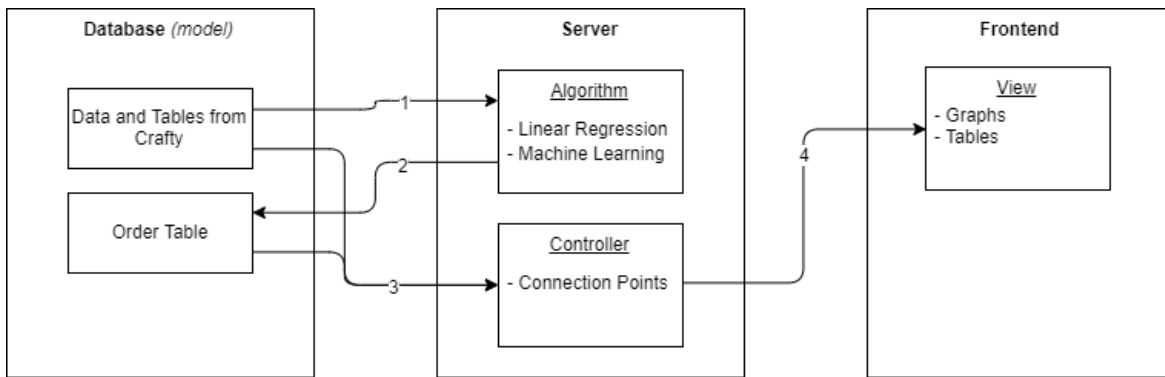 Database (model)
Data and Tables from
Crafty
Order Table
1
2
3
Server
Algorithm
- Linear Regression
- Machine Learning
Controller
- Connection Points
4
Frontend
View
- Graphs
- Tables